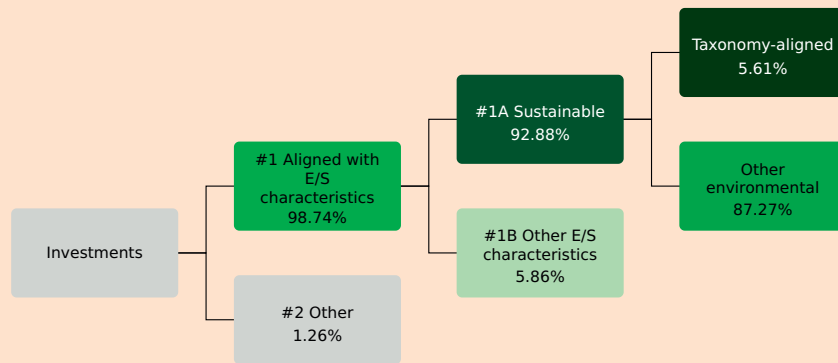 Investments
#1 Aligned with
E/S
characteristics
98.74%
#2 Other
1.26%
#1A Sustainable
92.88%
#1B Other E/S
characteristics
5.86%
Taxonomy-aligned
5.61%
Other
environmental
87.27%